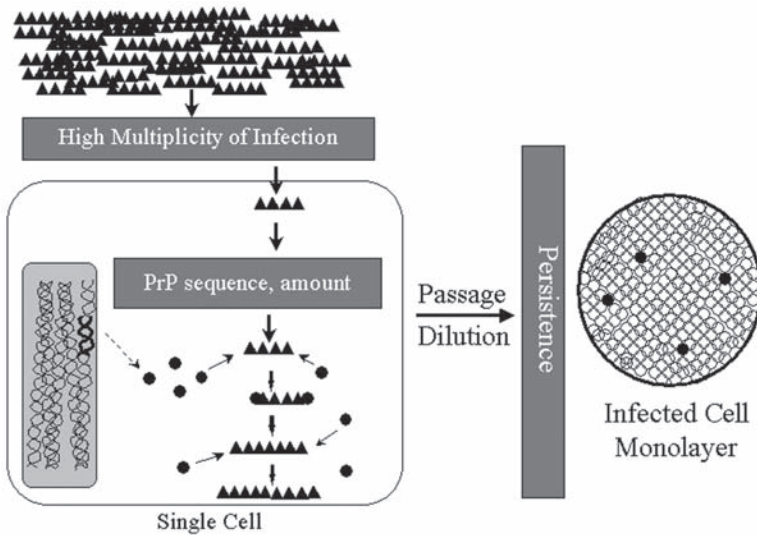 High Multiplicity of Infection
PrP sequence, amount
Single Cell
Passage
Dilution
Persistence
Infected Cell
Monolayer